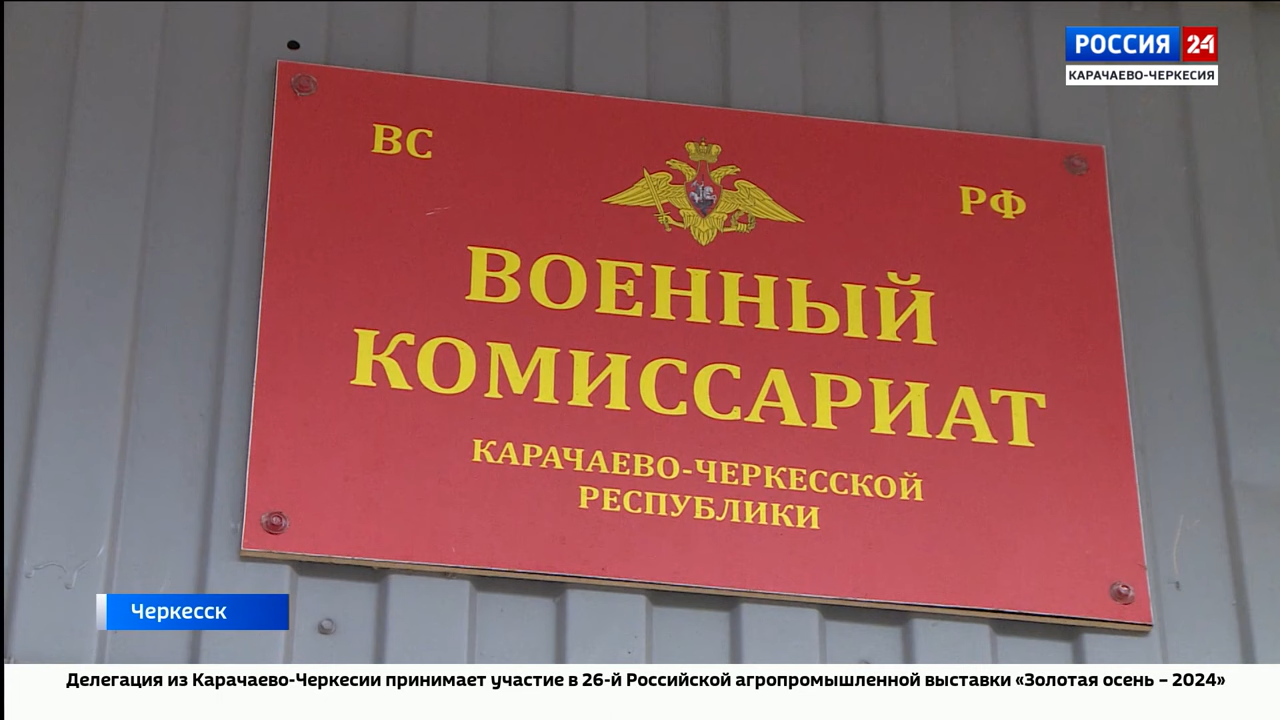 РОССИЯ 24
КАРАЧАЕВО-ЧЕРКЕСИЯ
ВС
РФ
ВОЕННЫЙ
КОМИССАРИАТ
КАРАЧАЕВО-ЧЕРКЕССКОЙ
РЕСПУБЛИКИ
Черкесск
Делегация из Карачаево-Черкесии принимает участие в 26-й Российской агропромышленной выставки «Золотая осень – 2024»